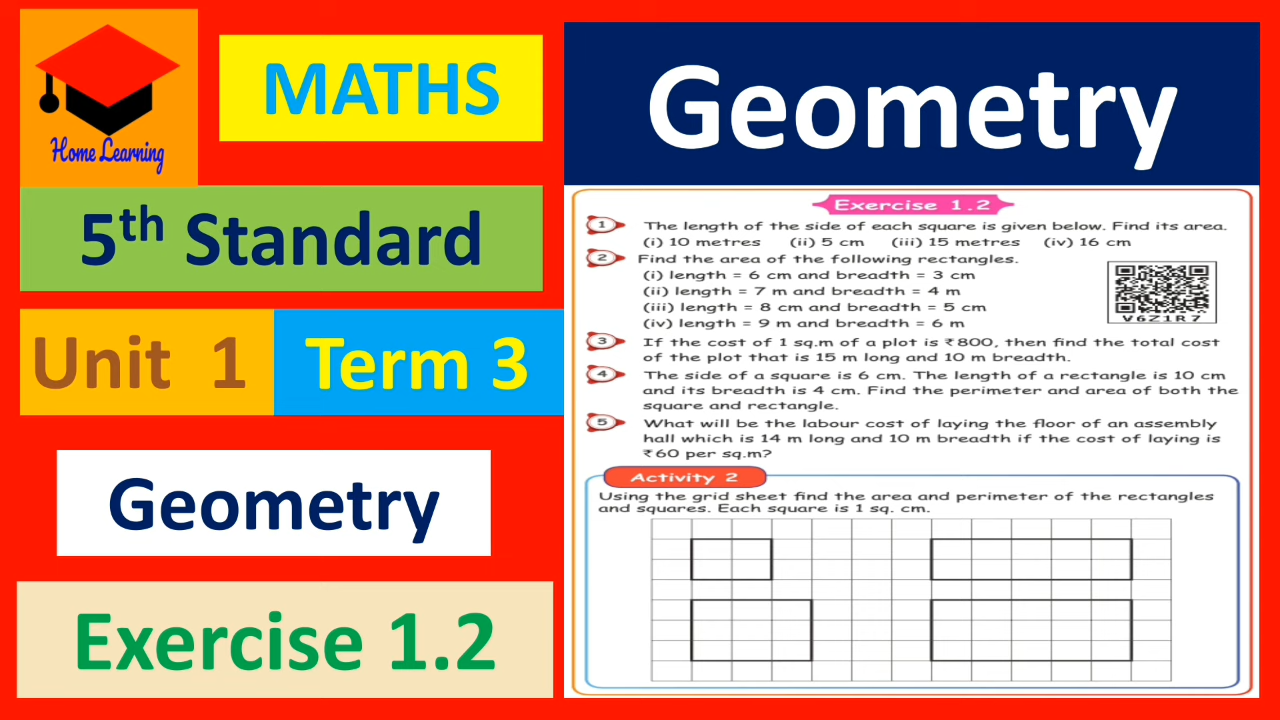 Home Learning
MATHS
5th Standard
Unit 1
Term 3
Geometry
Exercise 1.2
Geometry
Exercise 1.2
1 The length of the side of each square is given below. Find its area.
(i) 10 metres (ii) 5 cm (iii) 15 metres (iv) 16 cm
2 Find the area of the following rectangles.
(i) length = 6 cm and breadth = 3 cm
(ii) length = 7 m and breadth = 4 m
(iii) length = 8 cm and breadth = 5 cm
(iv) length = 9 m and breadth = 6 m
V6Z1R7
3 If the cost of 1 sq.m of a plot is ₹800, then find the total cost
of the plot that is 15 m long and 10 m breadth.
4 The side of a square is 6 cm. The length of a rectangle is 10 cm
and its breadth is 4 cm. Find the perimeter and area of both the
square and rectangle.
5 What will be the labour cost of laying the floor of an assembly
hall which is 14 m long and 10 m breadth if the cost of laying is
₹60 per sq.m?
Activity 2
Using the grid sheet find the area and perimeter of the rectangles
and squares. Each square is 1 sq. cm.